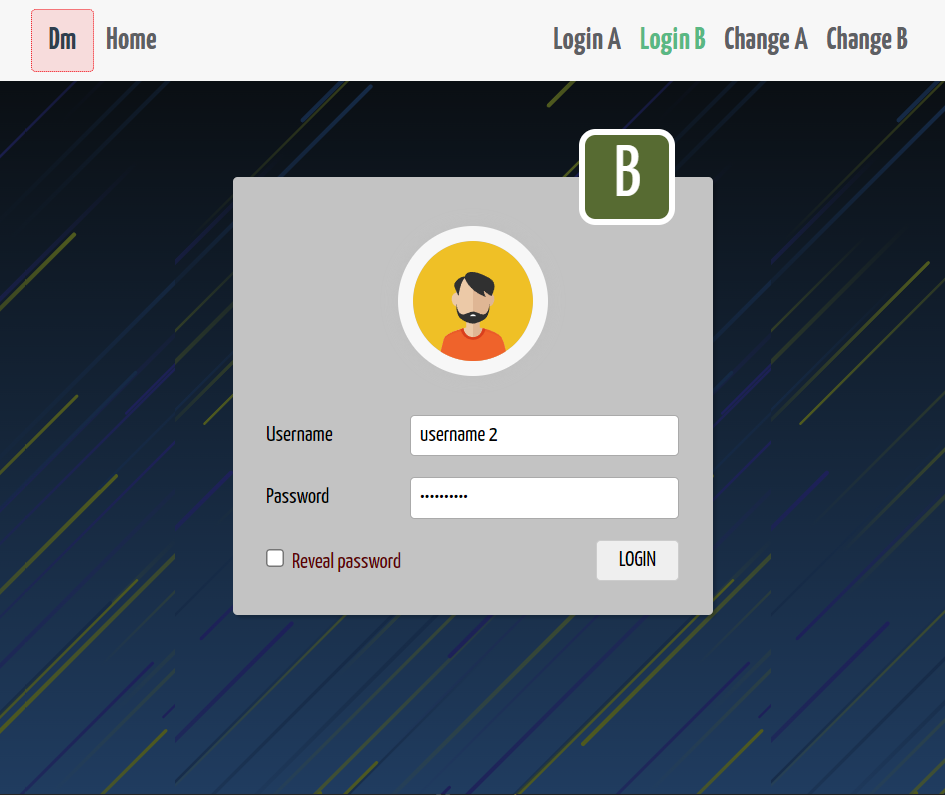 Dm Home Login A Login B Change A Change B
B
Username username 2
Password ••••••••••
Reveal password LOGIN